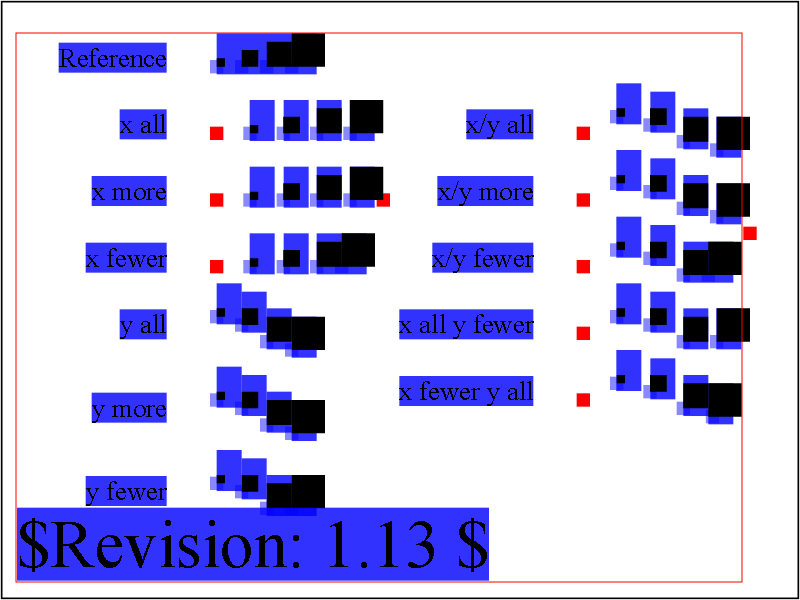 Reference
x all
x more
x fewer
y all
y more
y fewer
x/y all
x/y more
x/y fewer
x all y fewer
x fewer y all
$Revision: 1.13 $